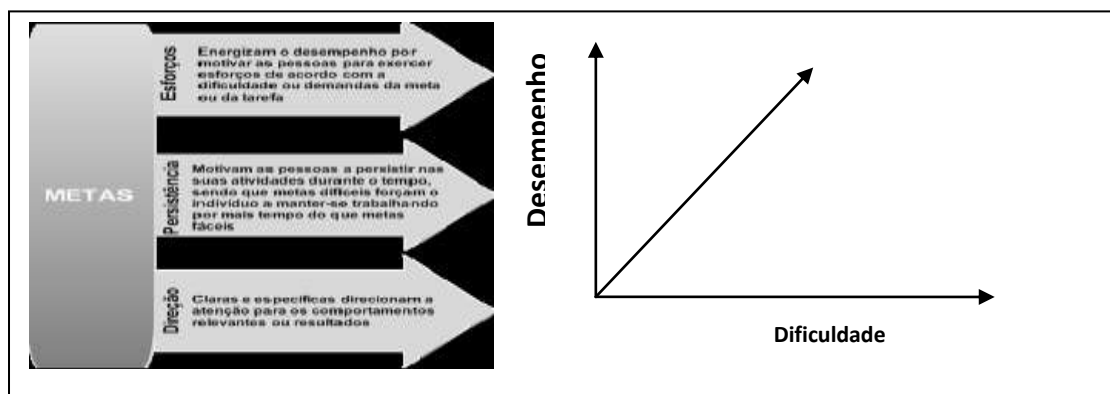 METAS
Esforços
Energizam o desempenho por
motivar as pessoas para exercer
esforços de acordo com a
dificuldade ou demandas da meta
ou da tarefa
Persistência
Motivam as pessoas a persistir nas
suas atividades durante o tempo,
sendo que metas difíceis forçam o
indivíduo a manter-se trabalhando
por mais tempo do que metas
fáceis
Direção
Claras e específicas direcionam a
atenção para os comportamentos
relevantes ou resultados
Desempenho
Dificuldade